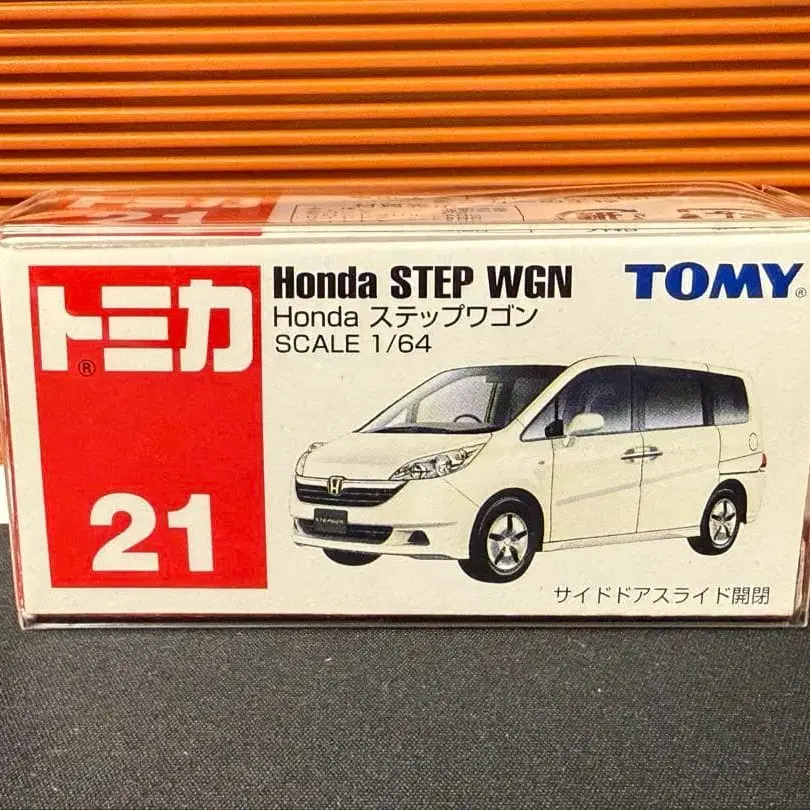 21
トミカ®
21
Honda STEP WGN
Honda ステップワゴン
SCALE 1/64
TOMY®
サイドドアスライド開閉